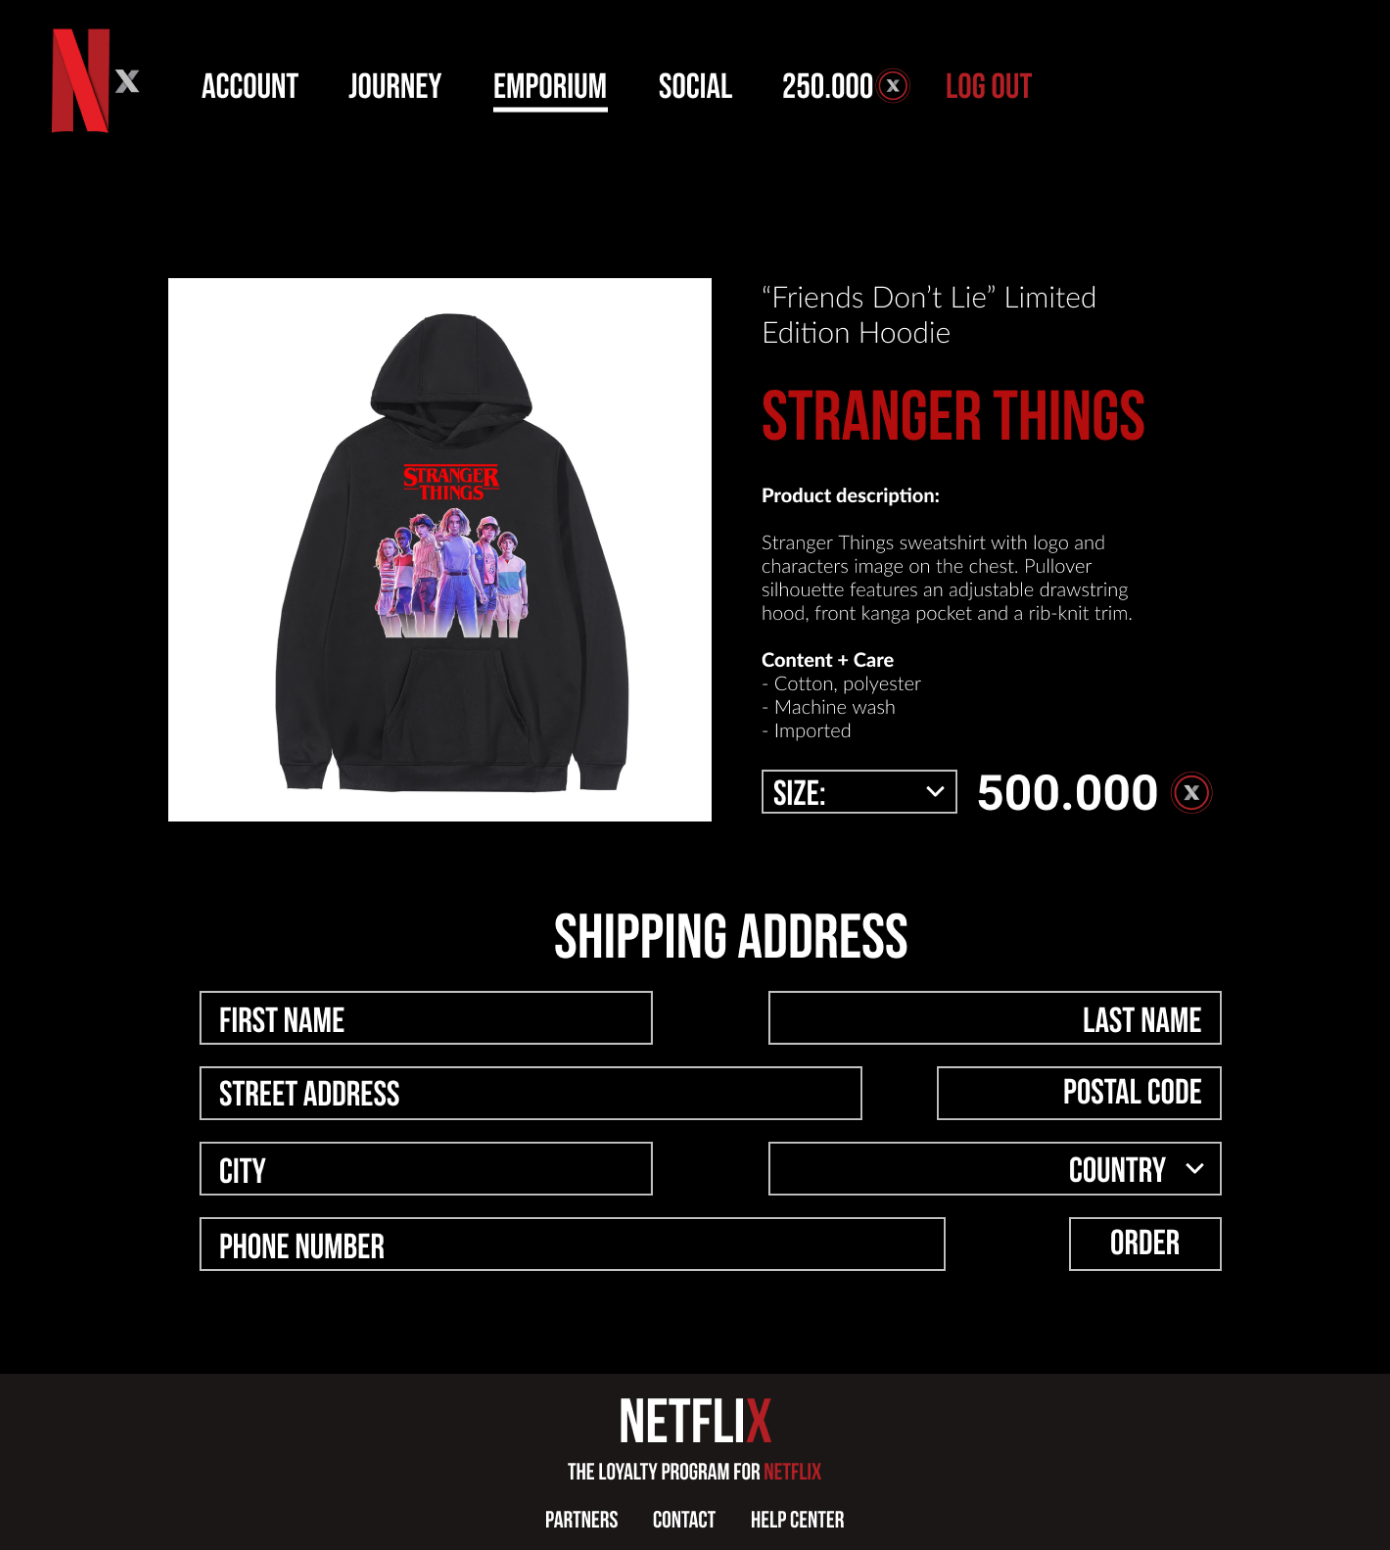 N X
ACCOUNT JOURNEY EMPORIUM SOCIAL 250.000 X LOG OUT
“Friends Don’t Lie” Limited
Edition Hoodie
STRANGER THINGS
STRANGER
THINGS
Product description:
Stranger Things sweatshirt with logo and
characters image on the chest. Pullover
silhouette features an adjustable drawstring
hood, front kanga pocket and a rib-knit trim.
Content + Care
- Cotton, polyester
- Machine wash
- Imported
SIZE: 500.000 X
SHIPPING ADDRESS
FIRST NAME LAST NAME
STREET ADDRESS POSTAL CODE
CITY COUNTRY
PHONE NUMBER ORDER
NETFLIX
THE LOYALTY PROGRAM FOR NETFLIX
PARTNERS CONTACT HELP CENTER